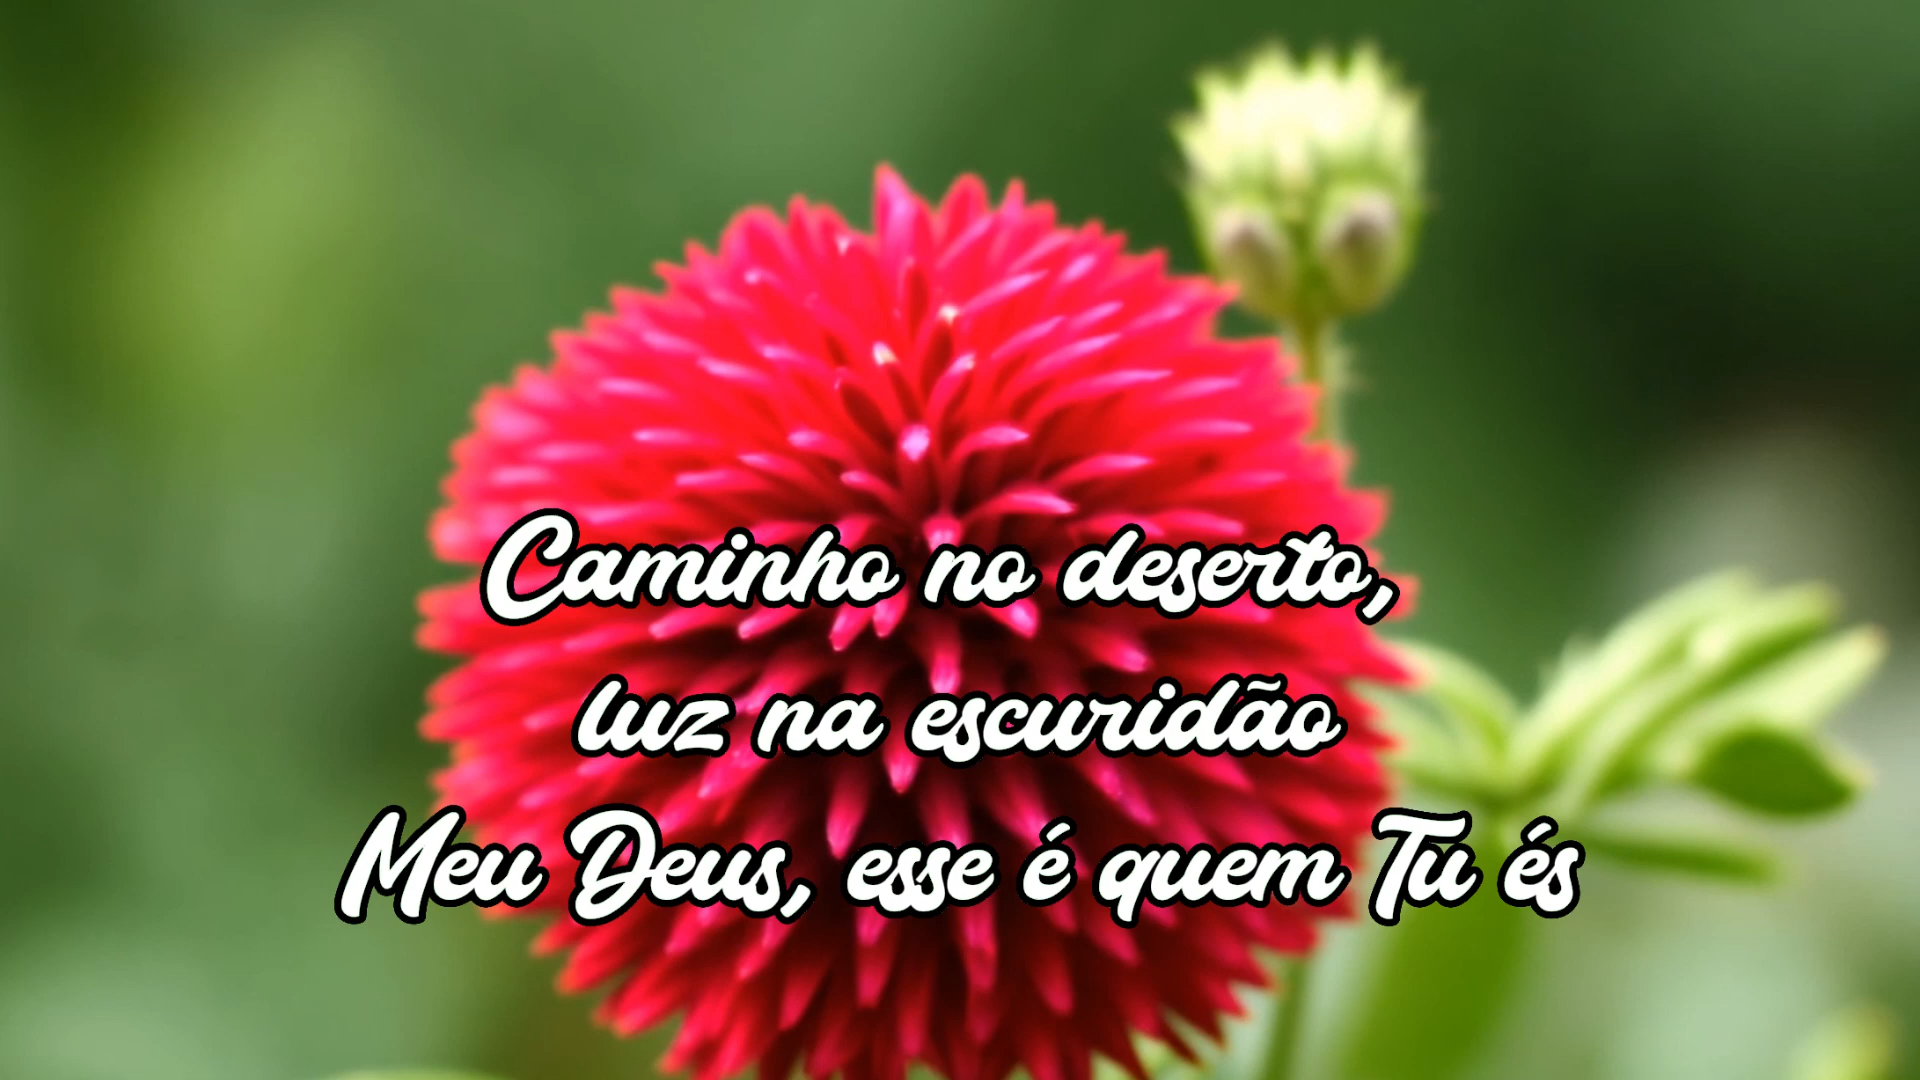 Caminho no deserto,
luz na escuridão
Meu Deus, esse é quem Tu és